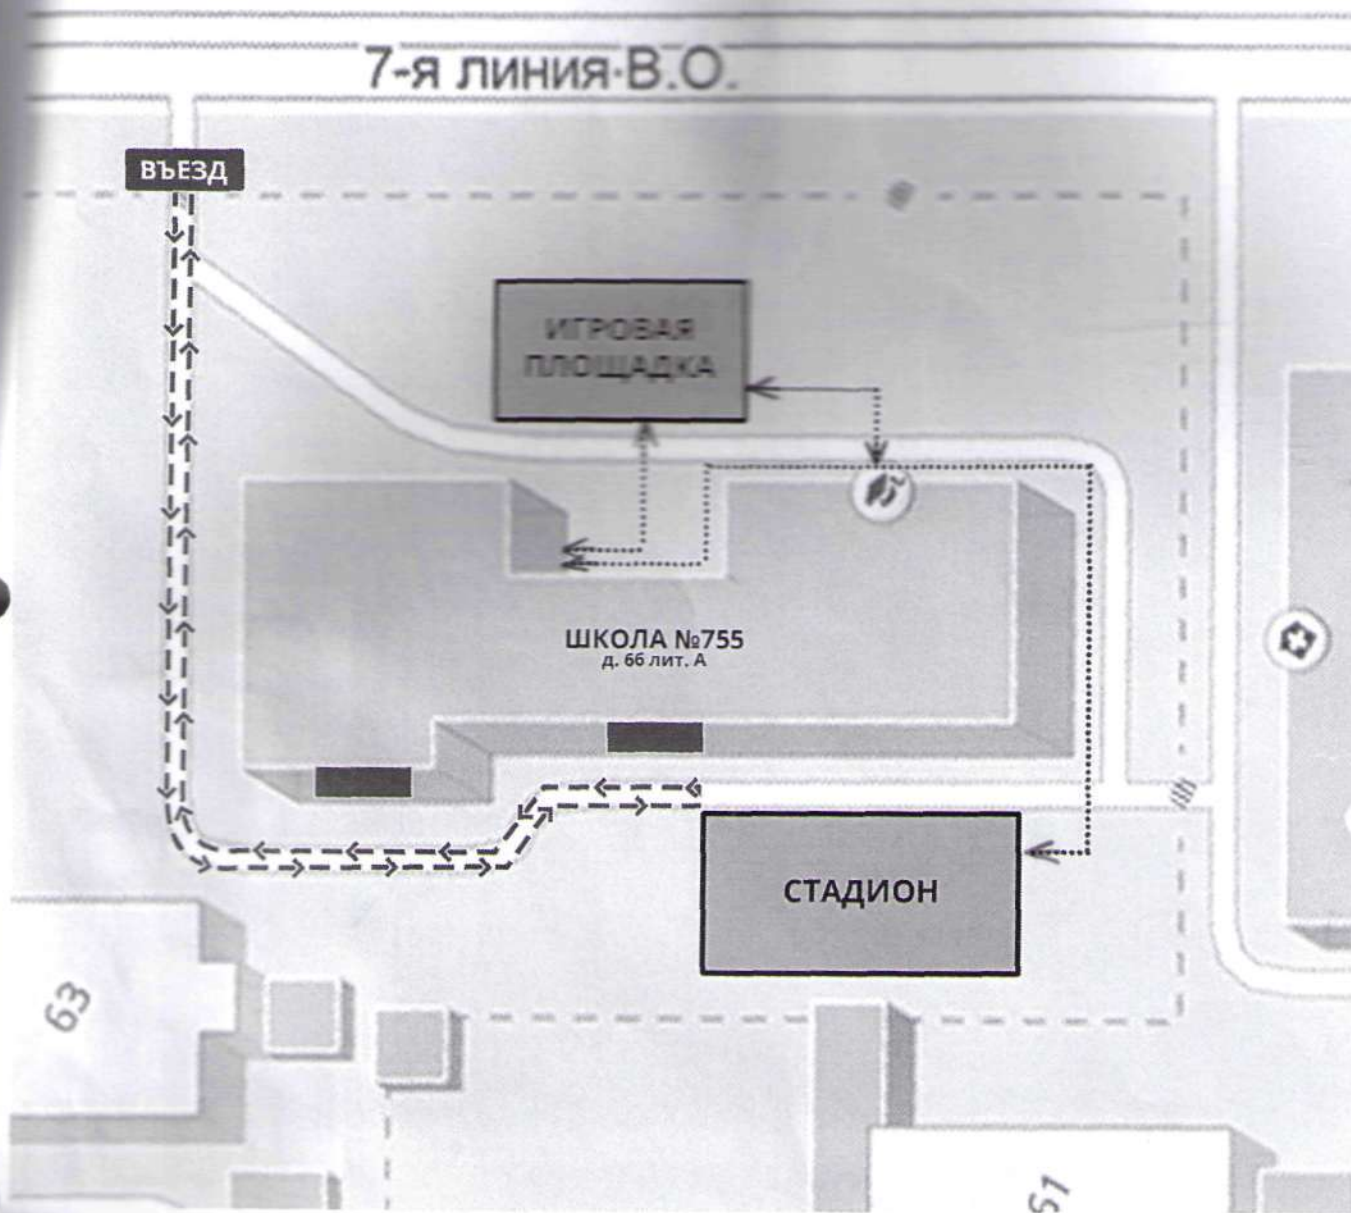 7-я ЛИНИЯ В.О.
ВЪЕЗД
ИГРОВАЯ
ПЛОЩАДКА
ШКОЛА №755
д. 66 лит. А
СТАДИОН
63
61